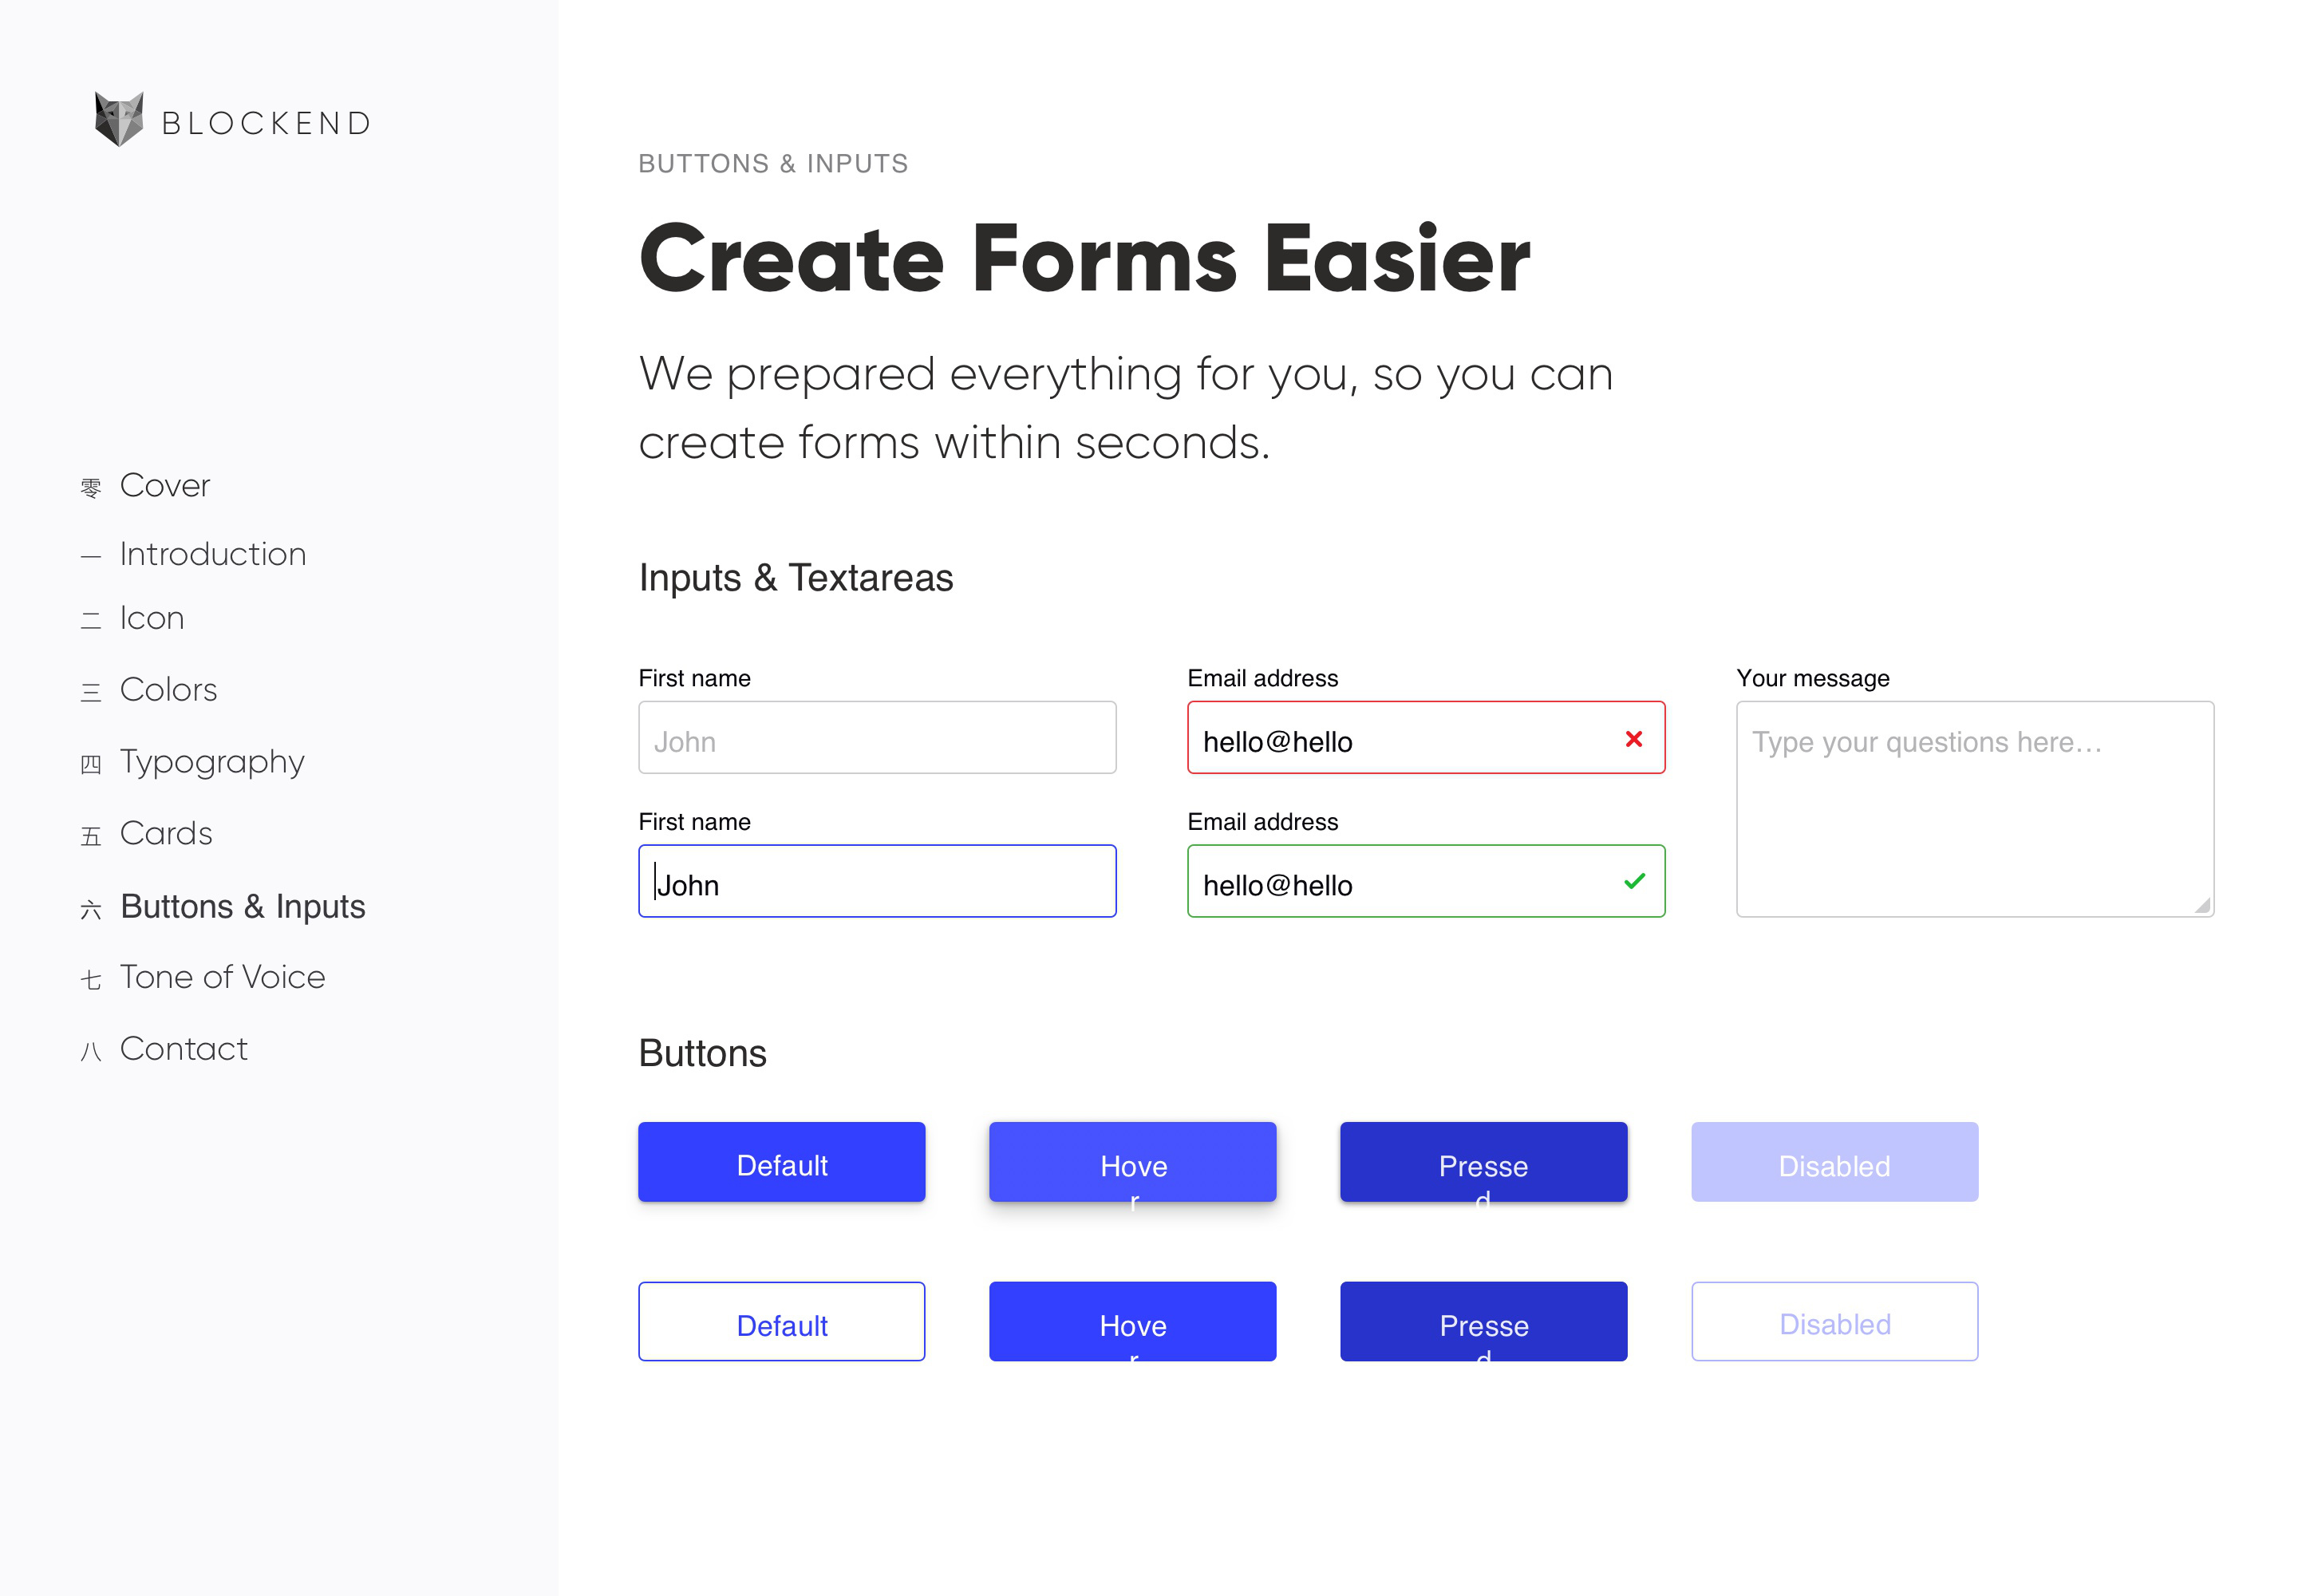 BLOCKEND
零 Cover
一 Introduction
二 Icon
三 Colors
四 Typography
五 Cards
六 Buttons & Inputs
七 Tone of Voice
八 Contact
BUTTONS & INPUTS
Create Forms Easier
We prepared everything for you, so you can
create forms within seconds.
Inputs & Textareas
First name
John
Email address
hello@hello
Your message
Type your questions here...
First name
John
Email address
hello@hello
Buttons
Default
Hove
r
Presse
d
Disabled
Default
Hove
r
Presse
d
Disabled